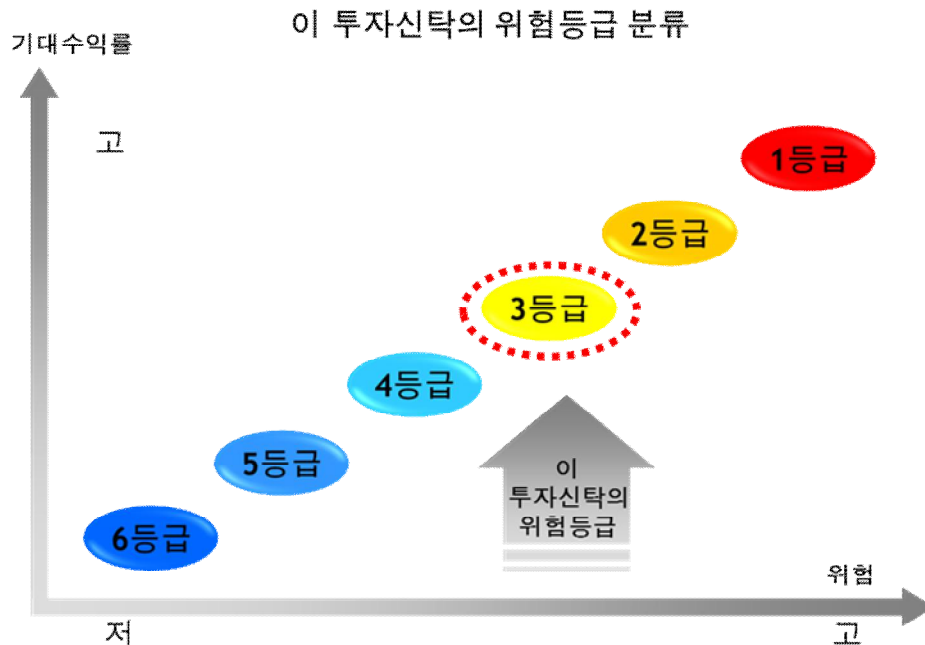 이 투자신탁의 위험등급 분류
기대수익률
고
1등급
2등급
3등급
4등급
5등급
6등급
이
투자신탁의
위험등급
위험
저
고